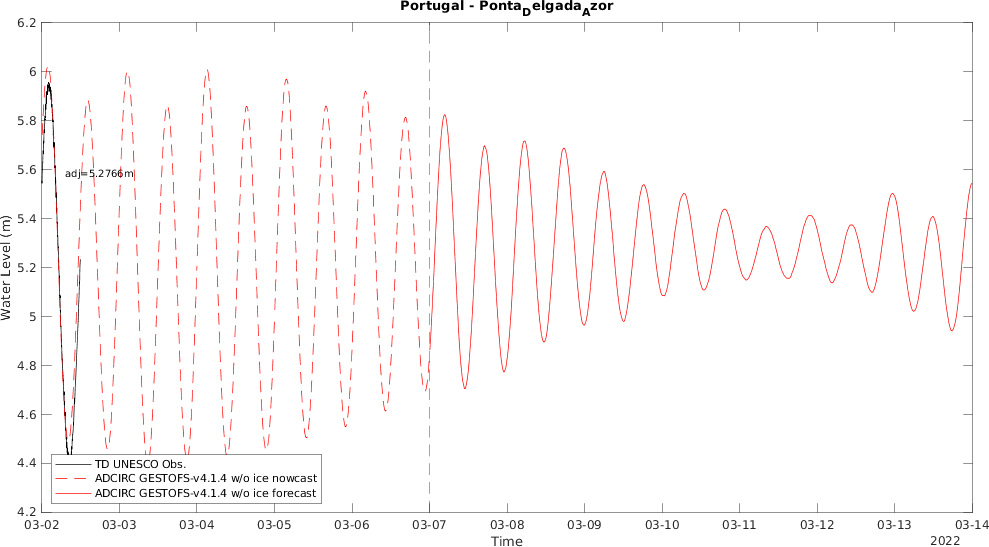 Portugal - Ponta_Delgada_Azor
6.2
6
5.8
5.6
5.4
5.2
5
4.8
4.6
4.4
4.2
Water Level (m)
adj=5.2766m
TD UNESCO Obs.
ADCIRC GESTOFS-v4.1.4 w/o ice nowcast
ADCIRC GESTOFS-v4.1.4 w/o ice forecast
03-02 03-03 03-04 03-05 03-06 03-07 03-08 03-09 03-10 03-11 03-12 03-13 03-14
Time
2022